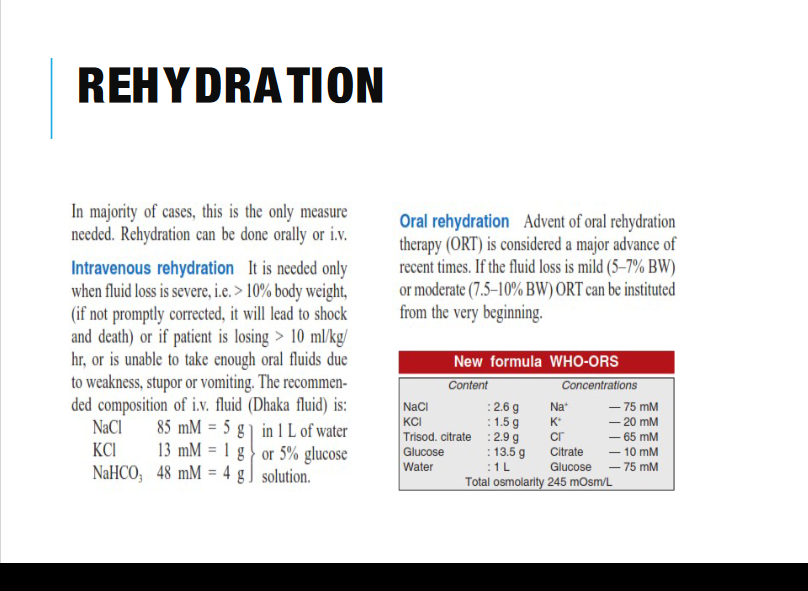 REHYDRATION
In majority of cases, this is the only measure
needed. Rehydration can be done orally or i.v.
Intravenous rehydration It is needed only
when fluid loss is severe, i.e. > 10% body weight,
(if not promptly corrected, it will lead to shock
and death) or if patient is losing > 10 ml/kg/
hr, or is unable to take enough oral fluids due
to weakness, stupor or vomiting. The recommen-
ded composition of i.v. fluid (Dhaka fluid) is:
NaCl 85 mM = 5 g in 1 L of water
KCl 13 mM = 1 g or 5% glucose
NaHCO₃ 48 mM = 4 g solution.
Oral rehydration Advent of oral rehydration
therapy (ORT) is considered a major advance of
recent times. If the fluid loss is mild (5–7% BW)
or moderate (7.5–10% BW) ORT can be instituted
from the very beginning.
New formula WHO-ORS
Content Concentrations
NaCl : 2.6 g Na⁺ — 75 mM
KCl : 1.5 g K⁺ — 20 mM
Trisod. citrate : 2.9 g Cl⁻ — 65 mM
Glucose : 13.5 g Citrate — 10 mM
Water : 1 L Glucose — 75 mM
Total osmolarity 245 mOsm/L